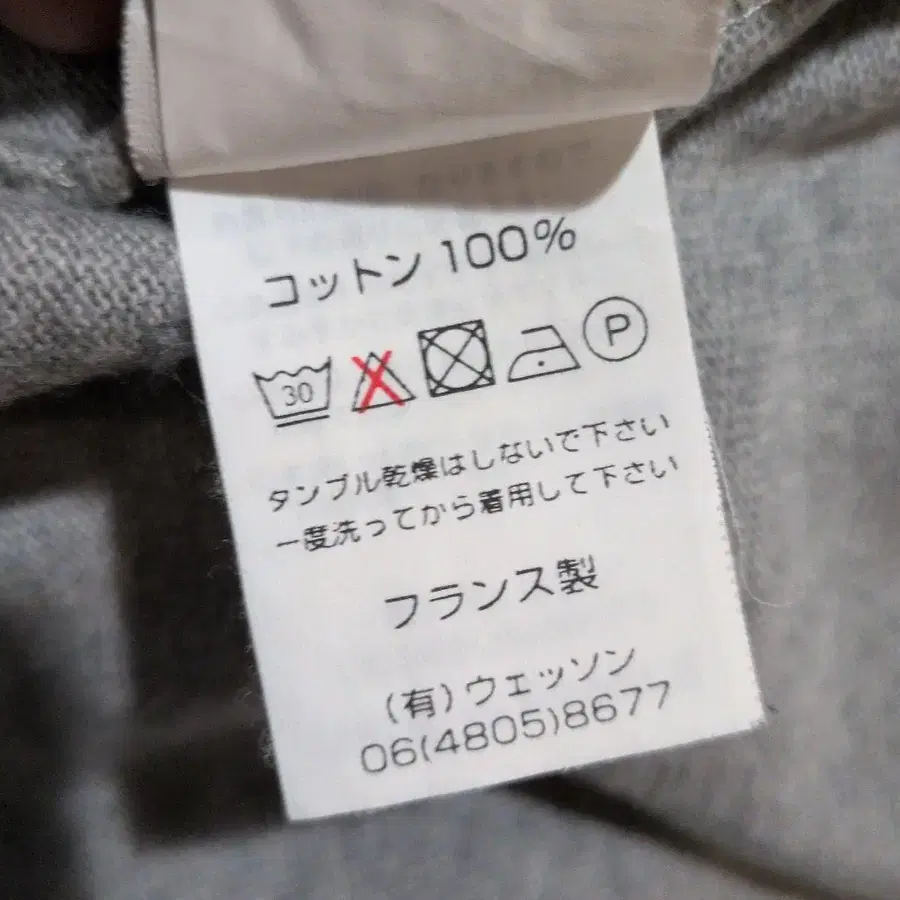 コットン 100%
30 P
タンブル乾燥はしないで下さい
一度洗ってから着用して下さい
フランス製
(有)ウェッソン
06(4805)8677